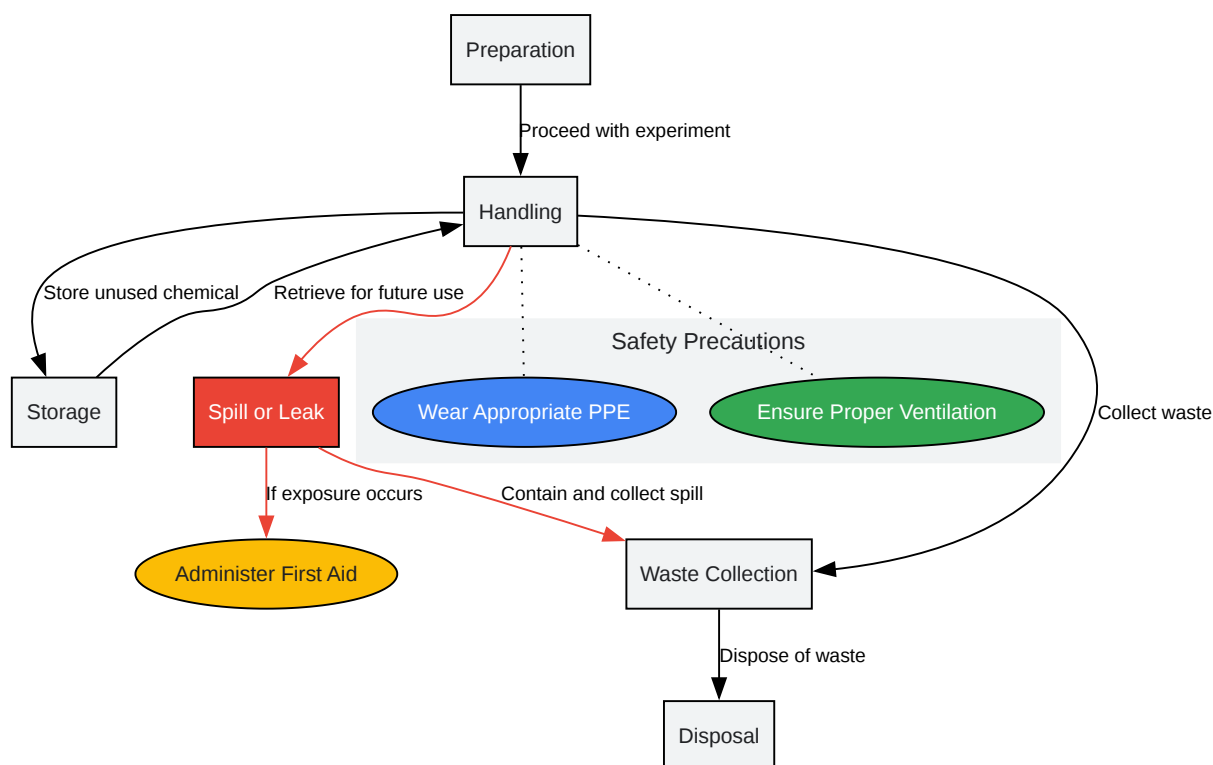 Preparation
Proceed with experiment
Handling
Store unused chemical
Retrieve for future use
Safety Precautions
Storage
Spill or Leak
Wear Appropriate PPE
Ensure Proper Ventilation
Collect waste
If exposure occurs
Contain and collect spill
Administer First Aid
Waste Collection
Dispose of waste
Disposal